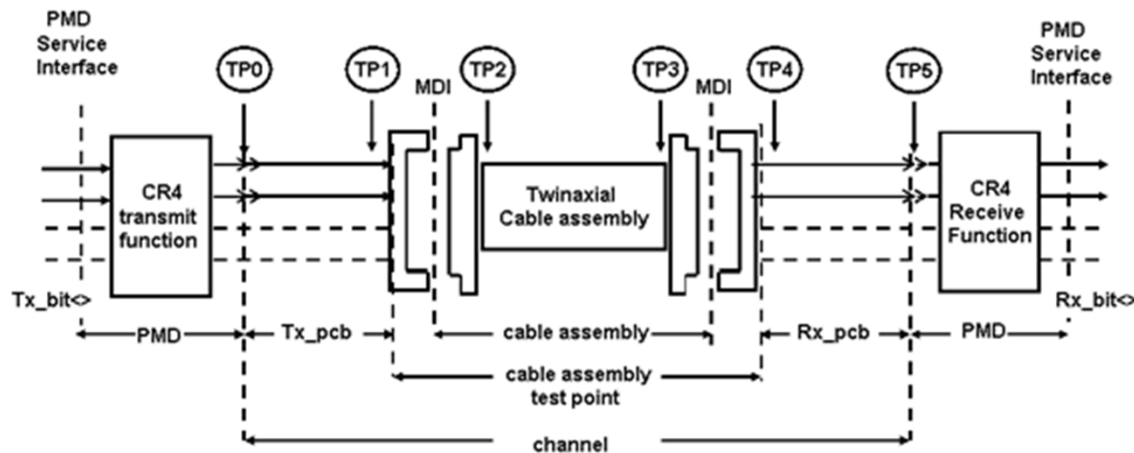 PMD
Service
Interface
TP0
TP1
TP2
MDI
TP3
MDI
TP4
TP5
PMD
Service
Interface
CR4
transmit
function
Twinaxial
Cable assembly
CR4
Receive
Function
Tx_bit<>
Rx_bit<>
PMD
Tx_pcb
cable assembly
Rx_pcb
PMD
cable assembly
test point
channel